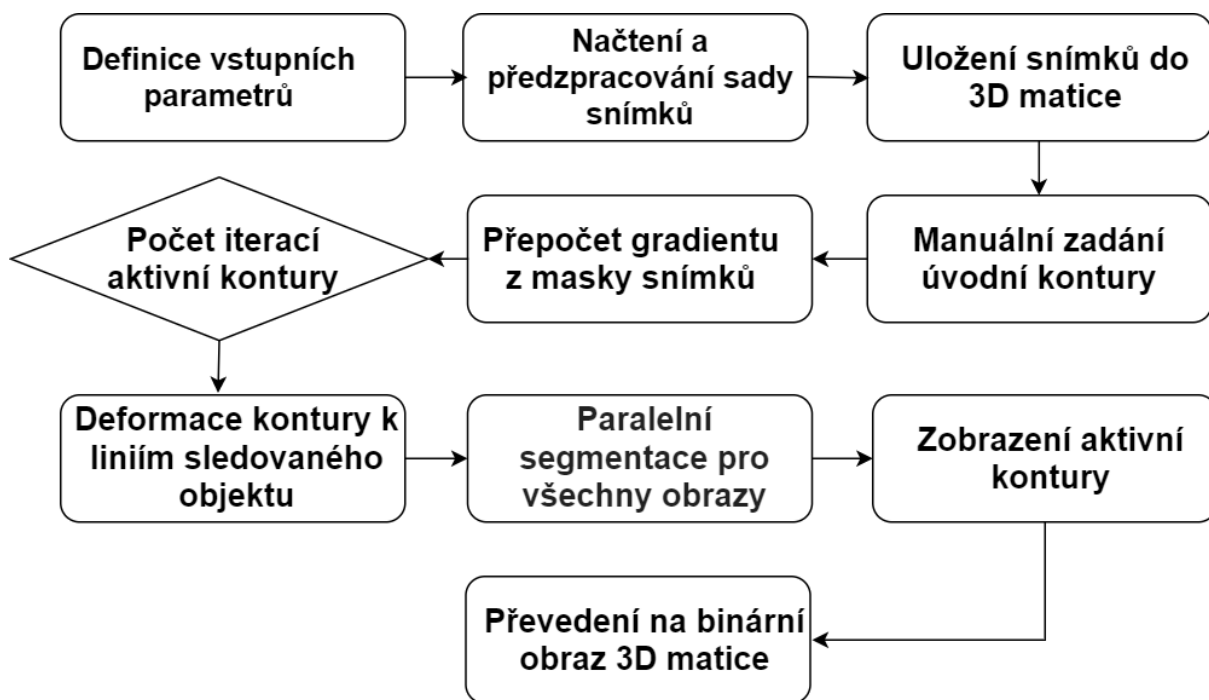 Definice vstupních
parametrů
Načtení a
předzpracování sady
snímků
Uložení snímků do
3D matice
Manuální zadání
úvodní kontury
Přepočet gradientu
z masky snímků
Počet iterací
aktivní kontury
Deformace kontury k
liniím sledovaného
objektu
Paralelní
segmentace pro
všechny obrazy
Zobrazení aktivní
kontury
Převedení na binární
obraz 3D matice